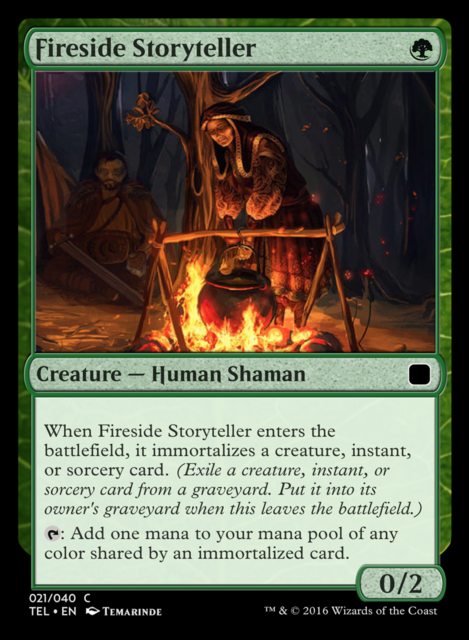 Fireside Storyteller
Creature — Human Shaman
When Fireside Storyteller enters the
battlefield, it immortalizes a creature, instant,
or sorcery card. (Exile a creature, instant, or
sorcery card from a graveyard. Put it into its
owner's graveyard when this leaves the battlefield.)
: Add one mana to your mana pool of any
color shared by an immortalized card.
0/2
021/040 C
TEL • EN Temarinde
™ & © 2016 Wizards of the Coast